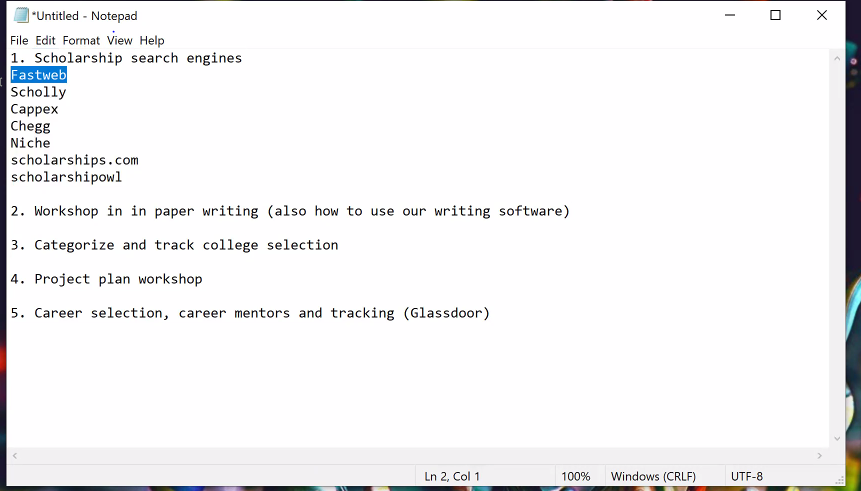 *Untitled - Notepad
File Edit Format View Help
1. Scholarship search engines
Fastweb
Scholly
Cappex
Chegg
Niche
scholarships.com
scholarshipowl
2. Workshop in in paper writing (also how to use our writing software)
3. Categorize and track college selection
4. Project plan workshop
5. Career selection, career mentors and tracking (Glassdoor)
Ln 2, Col 1 100% Windows (CRLF) UTF-8